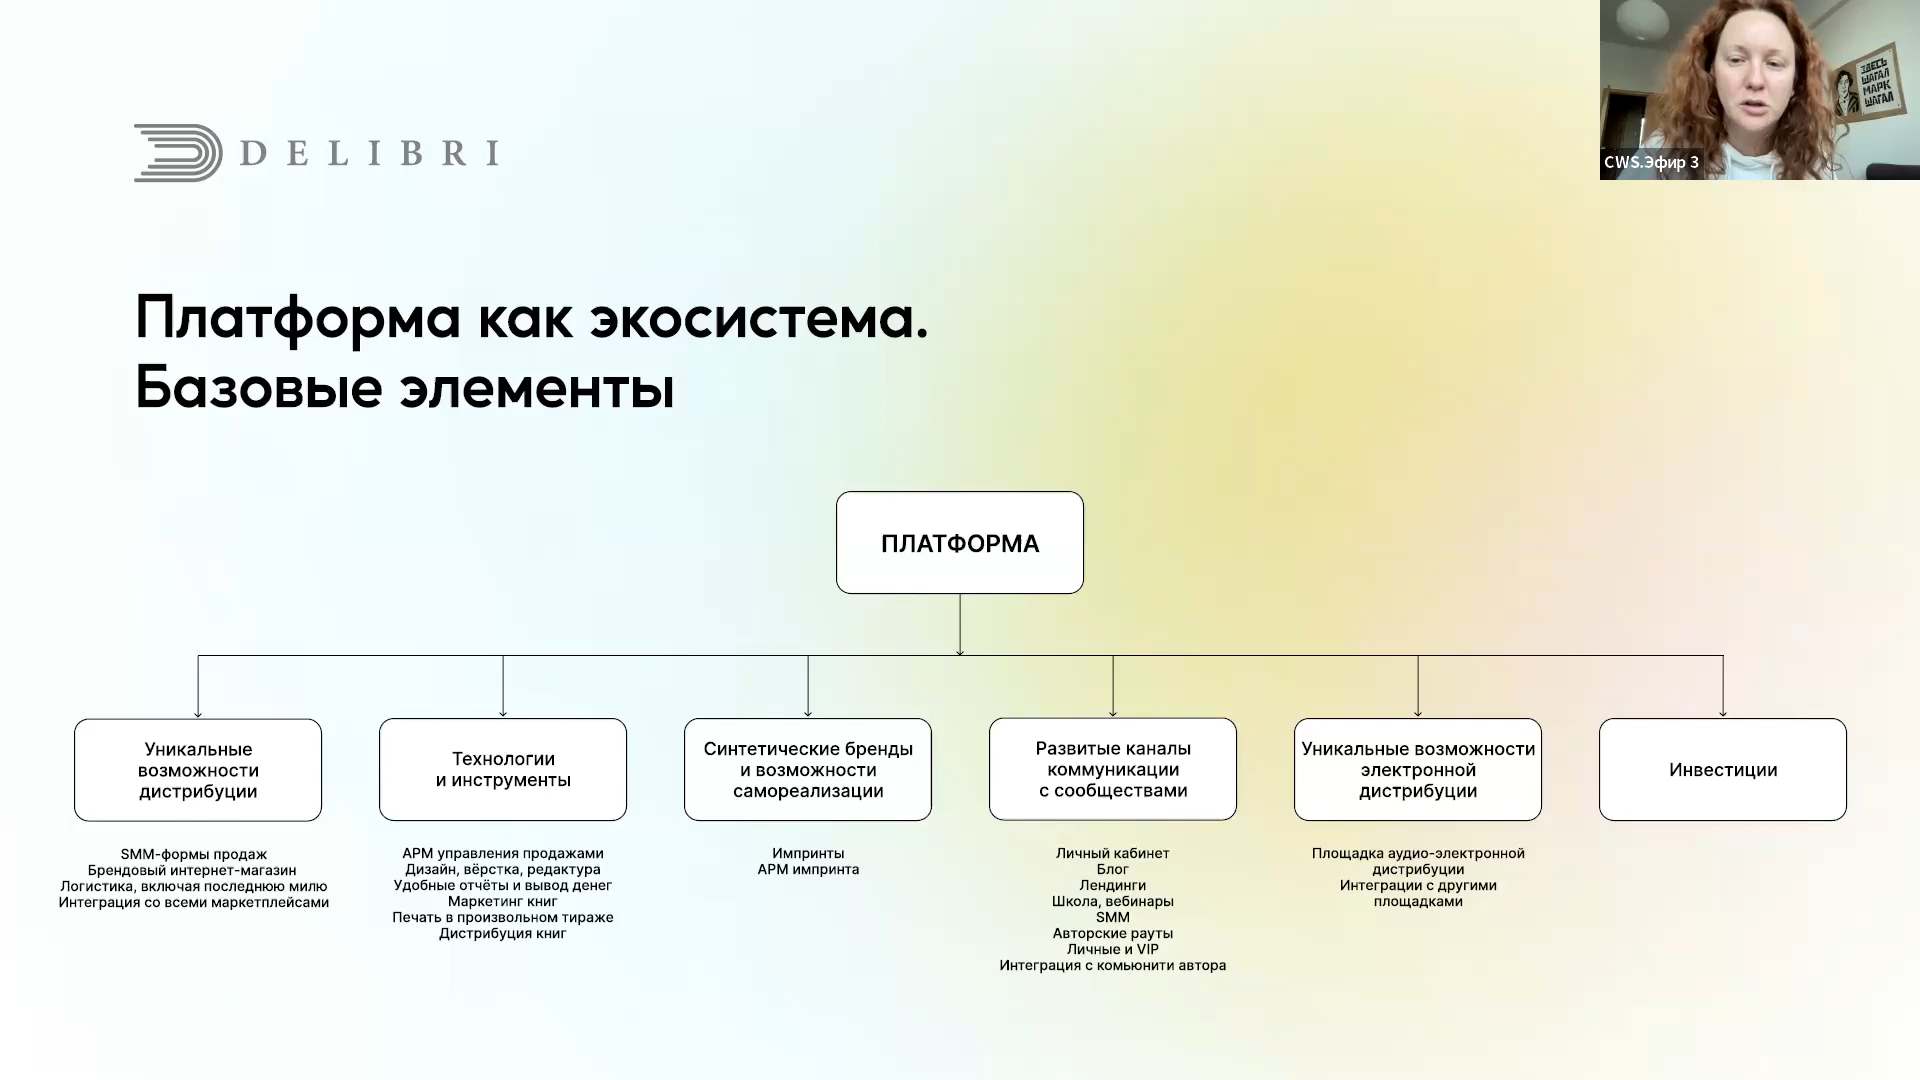 DELIBRI
ЗДЕСЬ
ШАГАЛ
МАРК
ШАГАЛ
CWS.Эфир 3
Платформа как экосистема.
Базовые элементы
ПЛАТФОРМА
Уникальные
возможности
дистрибуции
SMM-формы продаж
Брендовый интернет-магазин
Логистика, включая последнюю милю
Интеграция со всеми маркетплейсами
Технологии
и инструменты
АРМ управления продажами
Дизайн, вёрстка, редактура
Удобные отчёты и вывод денег
Маркетинг книг
Печать в произвольном тираже
Дистрибуция книг
Синтетические бренды
и возможности
самореализации
Импринты
АРМ импринта
Развитые каналы
коммуникации
с сообществами
Личный кабинет
Блог
Лендинги
Школа, вебинары
SMM
Авторские рауты
Личные и VIP
Интеграция с комьюнити автора
Уникальные возможности
электронной
дистрибуции
Площадка аудио-электронной
дистрибуции
Интеграции с другими
площадками
Инвестиции